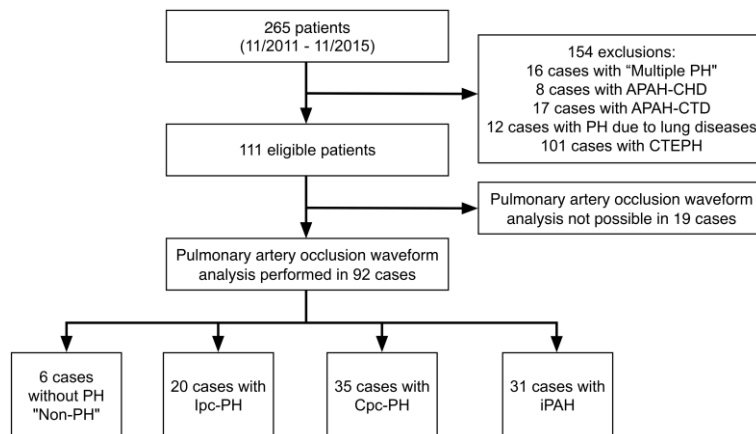 265 patients
(11/2011 - 11/2015)
154 exclusions:
16 cases with “Multiple PH"
8 cases with APAH-CHD
17 cases with APAH-CTD
12 cases with PH due to lung diseases
101 cases with CTEPH
111 eligible patients
Pulmonary artery occlusion waveform
analysis not possible in 19 cases
Pulmonary artery occlusion waveform
analysis performed in 92 cases
6 cases
without PH
"Non-PH"
20 cases with
Ipc-PH
35 cases with
Cpc-PH
31 cases with
iPAH